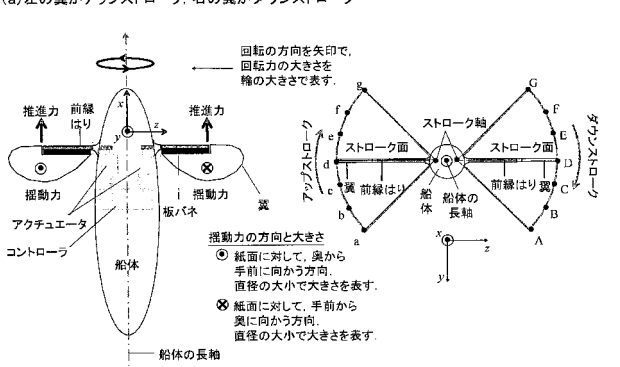 (a)左の翼がアップストローク，右の翼がダウンストローク
回転の方向を矢印で，
回転力の大きさを
輪の大きさで表す．
推進力
前縁
はり
x
z
y
推進力
揺動力
揺動力
i
板バネ
翼
アクチュエータ
コントローラ
船体
船体の長軸
揺動力の方向と大きさ
紙面に対して，奥から
手前に向かう方向．
直径の大小で大きさを表す．
紙面に対して，手前から
奥に向かう方向．
直径の大小で大きさを表す．
アップストローク
g
f
e
d
c
b
a
ストローク軸
ストローク面
ストローク面
翼
前縁はり
船体
船体の
長軸
前縁はり
翼
G
F
E
D
C
B
A
ダウンストローク
x
z
y